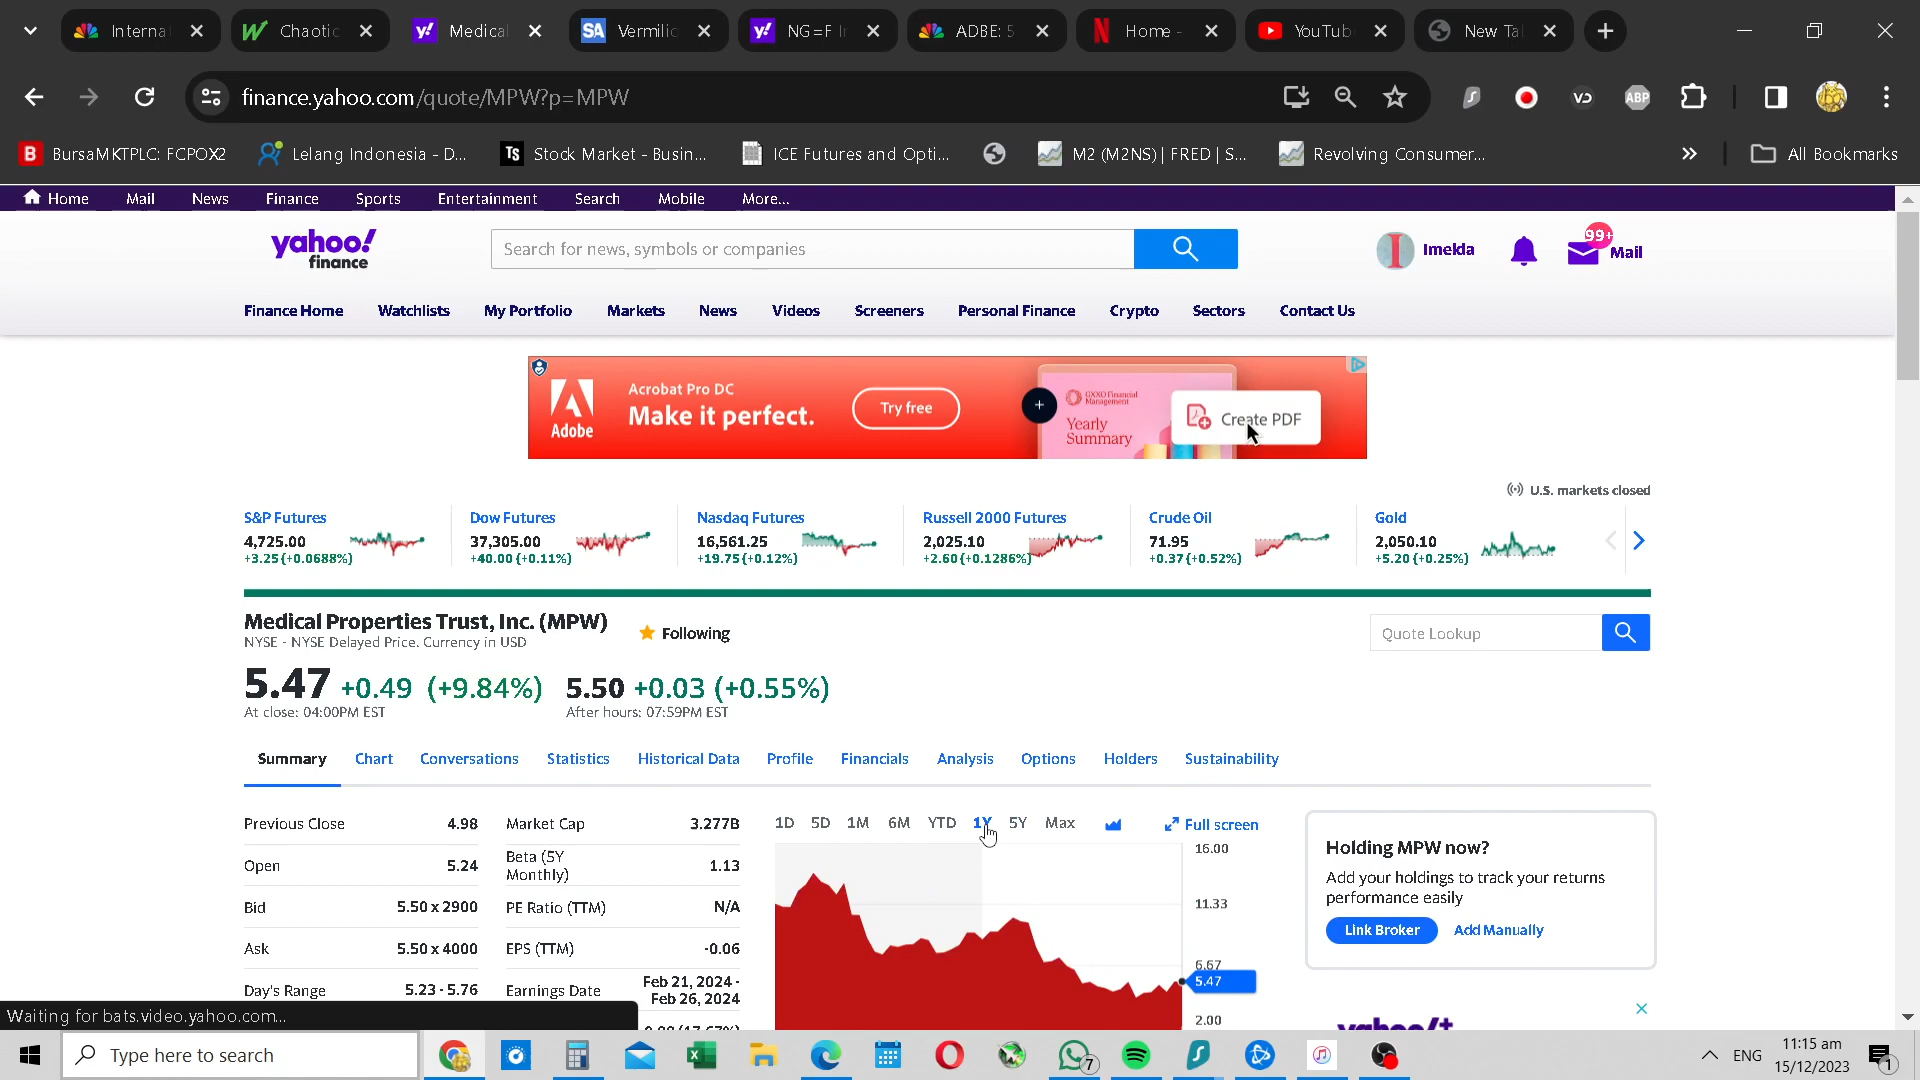 Interna
Chaotic
Medical
Vermilic
NG=F I
ADBE: 5
Home -
YouTub
New Ta
finance.yahoo.com/quote/MPW?p=MPW
BursaMKTPLC: FCPOX2
Lelang Indonesia - D...
Stock Market - Busin...
ICE Futures and Opti...
M2 (M2NS) | FRED | S...
Revolving Consumer...
All Bookmarks
Home Mail News Finance Sports Entertainment Search Mobile More...
yahoo!
finance
Search for news, symbols or companies
Imelda
99+
Mail
Finance Home Watchlists My Portfolio Markets News Videos Screeners Personal Finance Crypto Sectors Contact Us
Adobe
Acrobat Pro DC
Make it perfect.
Try free
GXXO Financial
Management
Yearly
Summary
Create PDF
U.S. markets closed
S&P Futures
4,725.00
+3.25 (+0.0688%)
Dow Futures
37,305.00
+40.00 (+0.11%)
Nasdaq Futures
16,561.25
+19.75 (+0.12%)
Russell 2000 Futures
2,025.10
+2.60 (+0.1286%)
Crude Oil
71.95
+0.37 (+0.52%)
Gold
2,050.10
+5.20 (+0.25%)
Medical Properties Trust, Inc. (MPW)
NYSE - NYSE Delayed Price. Currency in USD
Following
Quote Lookup
5.47 +0.49 (+9.84%) 5.50 +0.03 (+0.55%)
At close: 04:00PM EST
After hours: 07:59PM EST
Summary Chart Conversations Statistics Historical Data Profile Financials Analysis Options Holders Sustainability
Previous Close 4.98
Open 5.24
Bid 5.50 x 2900
Ask 5.50 x 4000
Day's Range 5.23 - 5.76
Market Cap 3.277B
Beta (5Y
Monthly) 1.13
PE Ratio (TTM) N/A
EPS (TTM) -0.06
Earnings Date Feb 21, 2024 -
Feb 26, 2024
1D 5D 1M 6M YTD 1Y 5Y Max
Full screen
16.00
11.33
6.67
5.47
2.00
Holding MPW now?
Add your holdings to track your returns
performance easily
Link Broker
Add Manually
Waiting for bats.video.yahoo.com...
Type here to search
7
ENG
11:15 am
15/12/2023
1